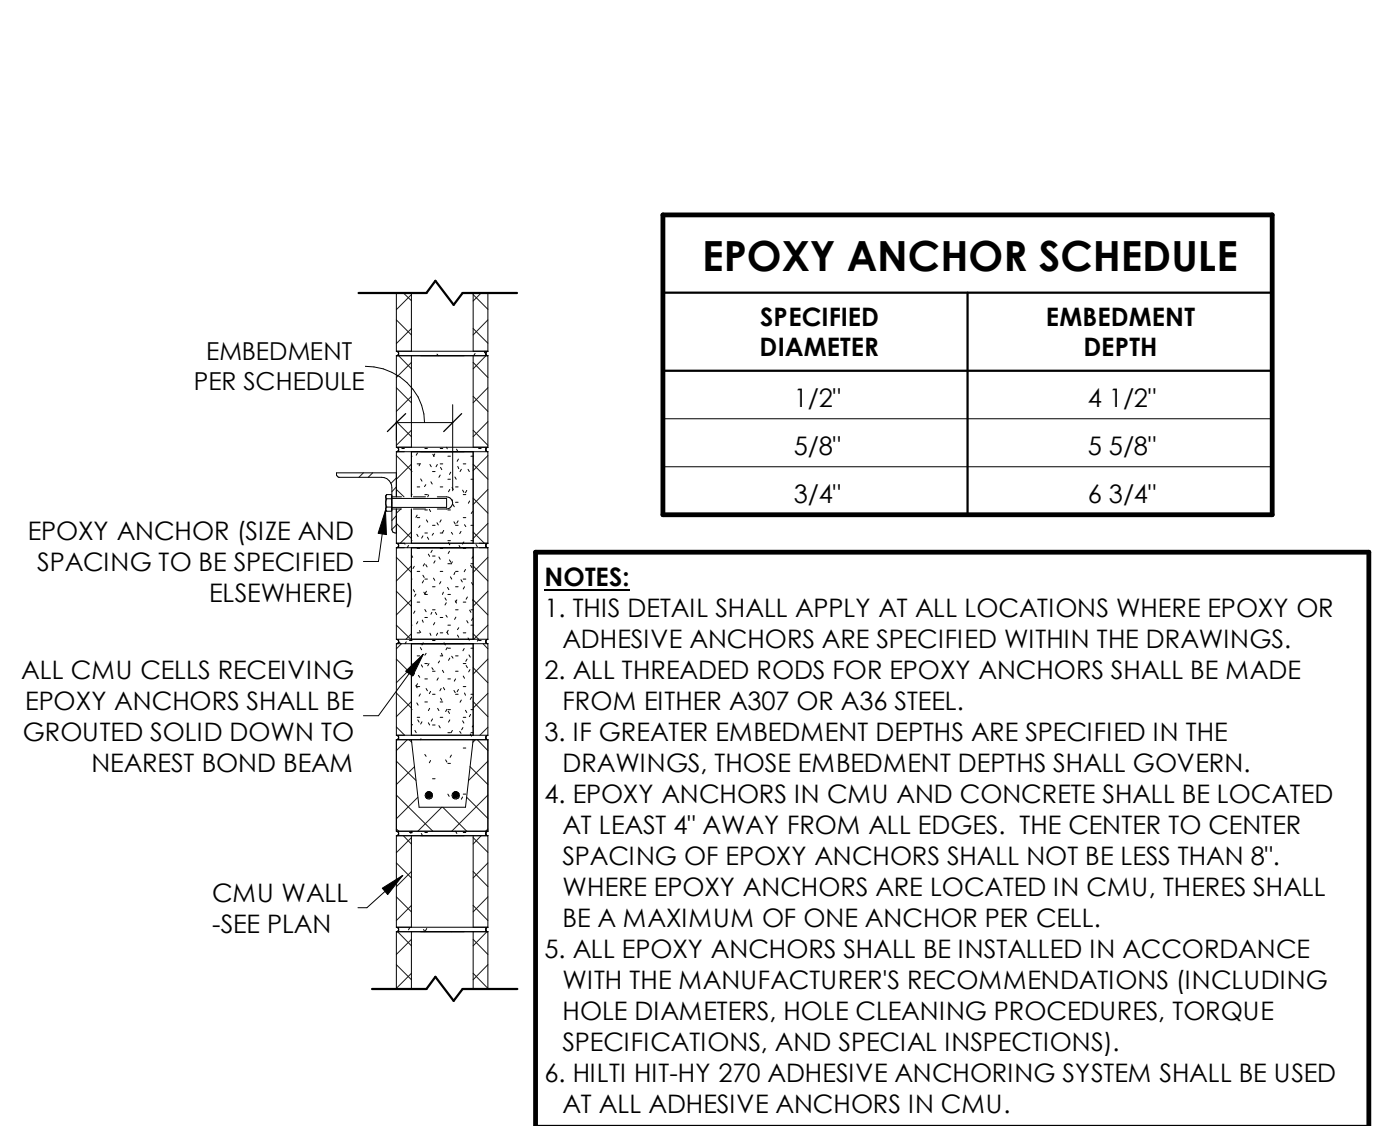 EMBEDMENT
PER SCHEDULE
EPOXY ANCHOR (SIZE AND
SPACING TO BE SPECIFIED
ELSEWHERE)
ALL CMU CELLS RECEIVING
EPOXY ANCHORS SHALL BE
GROUTED SOLID DOWN TO
NEAREST BOND BEAM
CMU WALL
-SEE PLAN
EPOXY ANCHOR SCHEDULE
SPECIFIED DIAMETER EMBEDMENT DEPTH
1/2" 4 1/2"
5/8" 5 5/8"
3/4" 6 3/4"
NOTES:
1. THIS DETAIL SHALL APPLY AT ALL LOCATIONS WHERE EPOXY OR
ADHESIVE ANCHORS ARE SPECIFIED WITHIN THE DRAWINGS.
2. ALL THREADED RODS FOR EPOXY ANCHORS SHALL BE MADE
FROM EITHER A307 OR A36 STEEL.
3. IF GREATER EMBEDMENT DEPTHS ARE SPECIFIED IN THE
DRAWINGS, THOSE EMBEDMENT DEPTHS SHALL GOVERN.
4. EPOXY ANCHORS IN CMU AND CONCRETE SHALL BE LOCATED
AT LEAST 4" AWAY FROM ALL EDGES.  THE CENTER TO CENTER
SPACING OF EPOXY ANCHORS SHALL NOT BE LESS THAN 8".
WHERE EPOXY ANCHORS ARE LOCATED IN CMU, THERES SHALL
BE A MAXIMUM OF ONE ANCHOR PER CELL.
5. ALL EPOXY ANCHORS SHALL BE INSTALLED IN ACCORDANCE
WITH THE MANUFACTURER'S RECOMMENDATIONS (INCLUDING
HOLE DIAMETERS, HOLE CLEANING PROCEDURES, TORQUE
SPECIFICATIONS, AND SPECIAL INSPECTIONS).
6. HILTI HIT-HY 270 ADHESIVE ANCHORING SYSTEM SHALL BE USED
AT ALL ADHESIVE ANCHORS IN CMU.